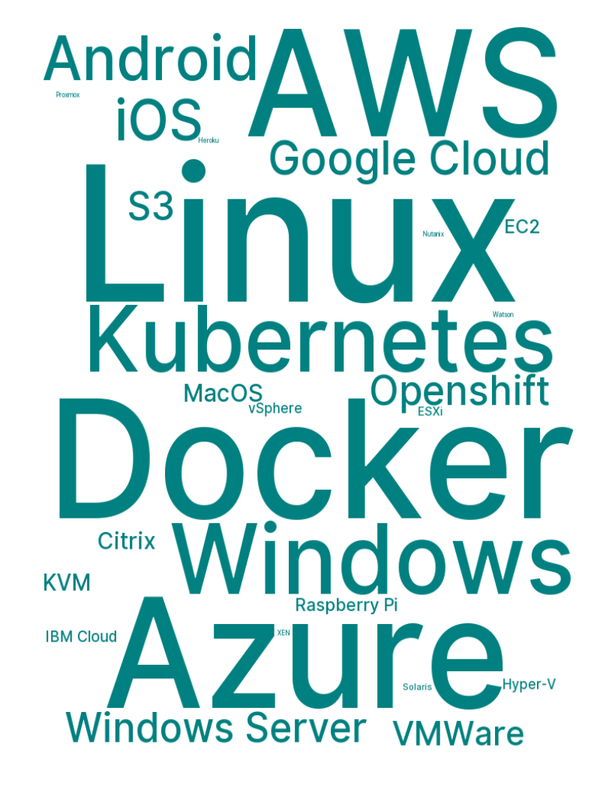 Android
AWS
Proxmox
iOS
Heroku
Google Cloud
Linux
S3
Nutanix
EC2
Kubernetes
Watson
MacOS
Openshift
vSphere
ESXi
Docker
Citrix
Windows
KVM
Raspberry Pi
Azure
IBM Cloud
XEN
Solaris
Hyper-V
Windows Server
VMWare